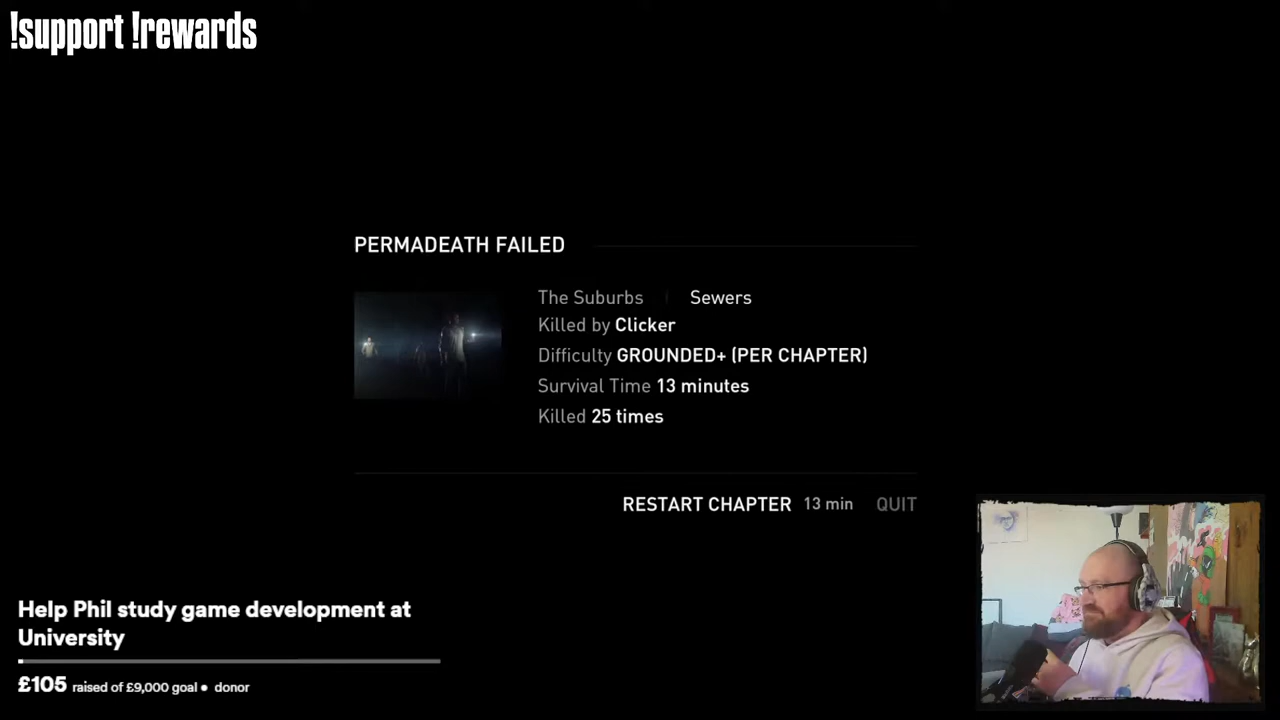 !support !rewards
PERMADEATH FAILED
The Suburbs | Sewers
Killed by Clicker
Difficulty GROUNDED+ (PER CHAPTER)
Survival Time 13 minutes
Killed 25 times
RESTART CHAPTER 13 min QUIT
Help Phil study game development at
University
£105 raised of £9,000 goal • donor